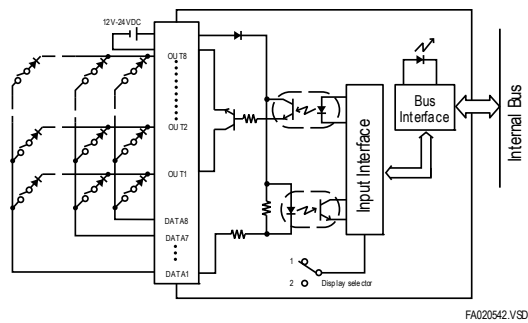 12V-24VDC
OUT8
OUT2
OUT1
DATA8
DATA7
DATA1
Input Interface
Bus
Interface
Internal Bus
1
2
Display selector
FA020542.VSD